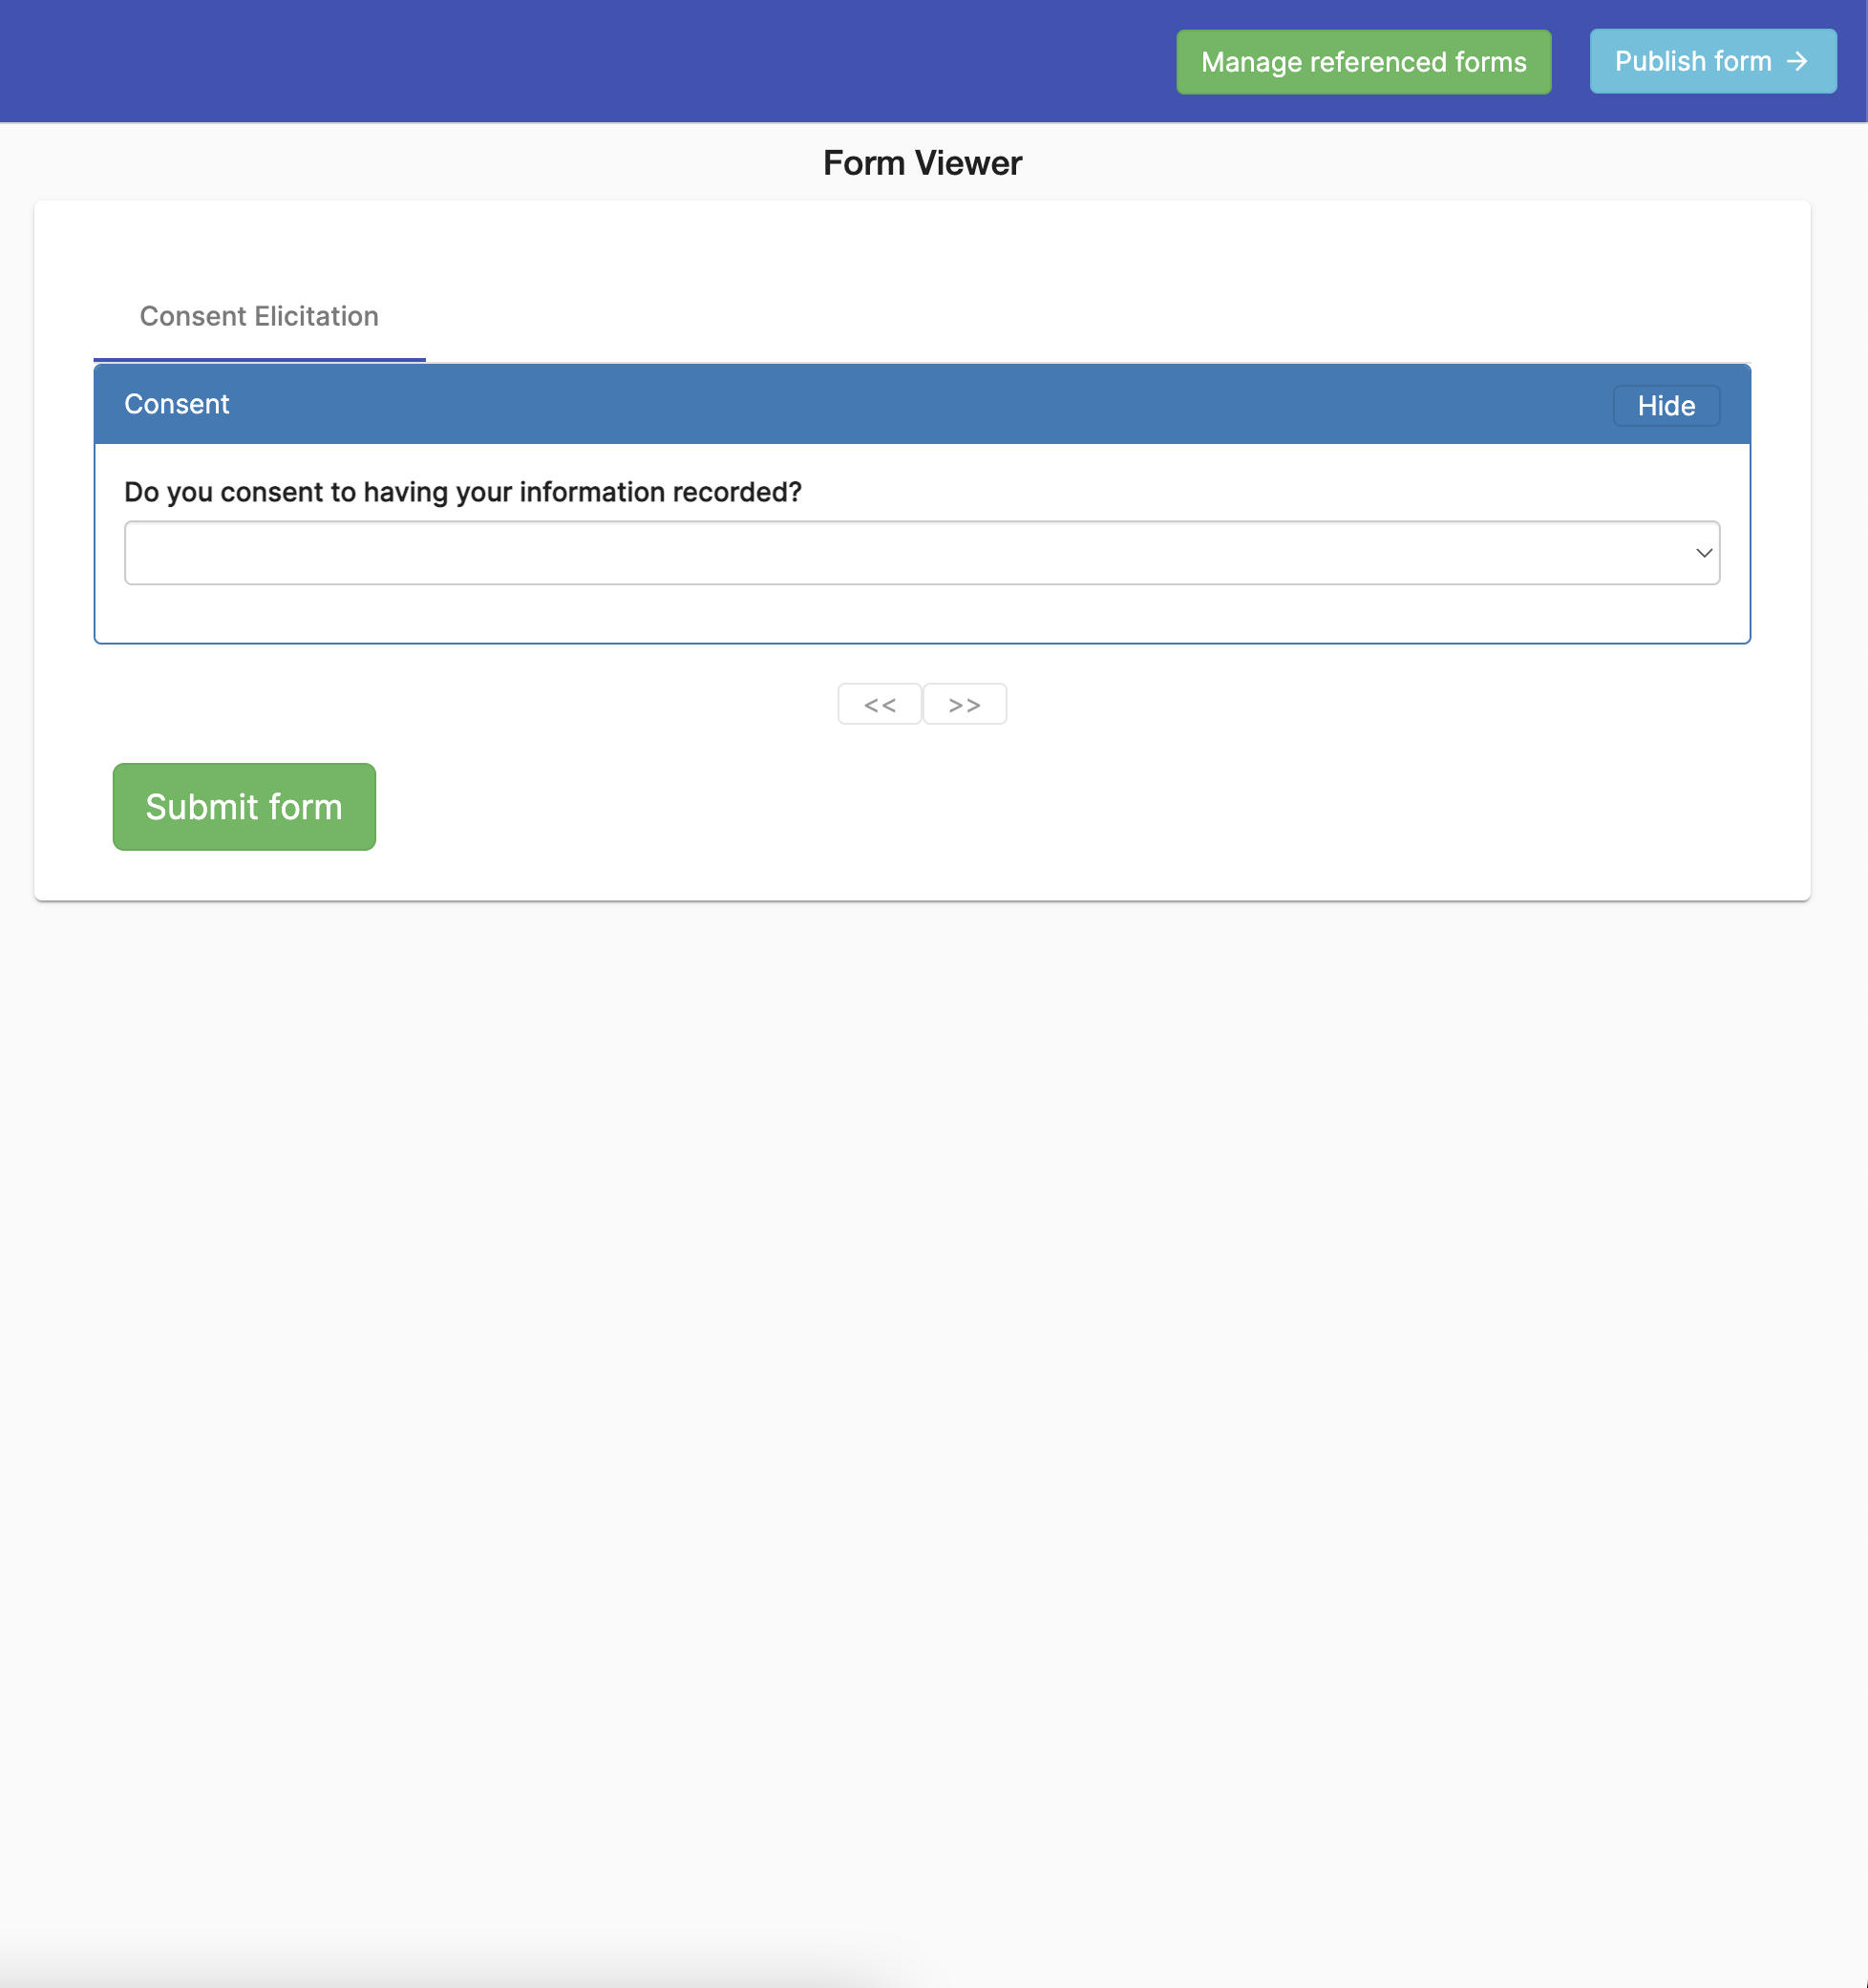 Manage referenced forms
Publish form →
Form Viewer
Consent Elicitation
Consent
Hide
Do you consent to having your information recorded?
<< >>
Submit form